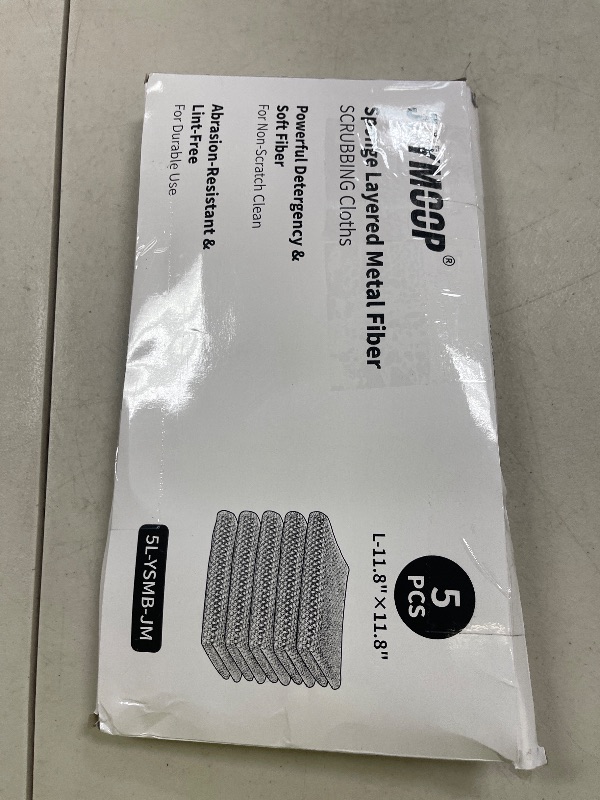 Sponge Layered Metal Fiber
SCRUBBING Cloths
Powerful Detergency &
Soft Fiber
For Non-Scratch Clean
Abrasion-Resistant &
Lint-Free
For Durable Use
5
PCS
L-11.8"×11.8"
5L-YSMB-JM